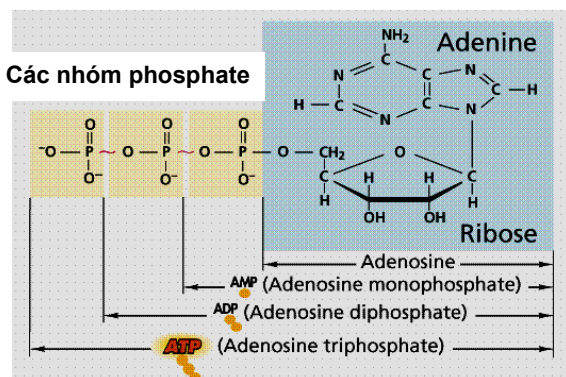 Các nhóm phosphate
NH2
Adenine
N
C
C
N
H
C
C
N
C
N
C
H
O
O
O
⁻O
P
~
O
P
~
O
P
O
CH2
O
O⁻
O⁻
O⁻
C
H
H
C
H
C
C
H
OH
OH
Ribose
Adenosine
AMP (Adenosine monophosphate)
ADP (Adenosine diphosphate)
ATP (Adenosine triphosphate)